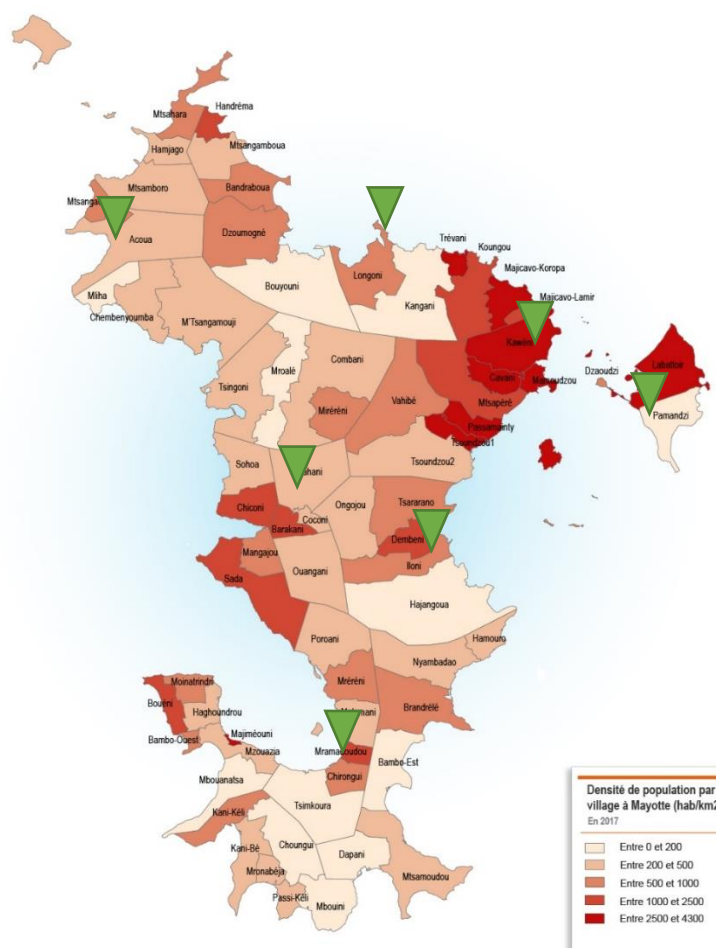 Handréma
Mtsahara
Mtsangamboua
Hamjago
Bandraboua
Mtsamboro
Acoua
Dzoumogné
Trévani
Koungou
Majicavo-Koropa
Longoni
Mliha
Bouyouni
Kangani
Majicavo-Lamir
Chembenyoumba
M'Tsangamouji
Kawéni
Labattoir
Mroalé
Combani
Dzaoudzi
Cavani
Mamoudzou
Tsingoni
Miréréni
Vahibé
Mtsapéré
Pamandzi
Passamainty
Tsoundzou1
Sohoa
Tsoundzou2
Ongojou
Tsararano
Chiconi
Coconi
Barakani
Dembeni
Mangajou
Iloni
Ouangani
Sada
Hajangoua
Poroani
Hamouro
Nyambadao
Mréréni
Bouéni
Haghoundrou
Brandrélé
Majiméouni
Bambo-Ouest
Mzouazia
Bambo-Est
Mbouanatsa
Chirongui
Tsimkoura
Kani-Kéli
Kani-Bé
Choungui
Dapani
Mronabéja
Mtsamoudou
Passi-Kéli
Mbouini
Densité de population par
village à Mayotte (hab/km2
En 2017
Entre 0 et 200
Entre 200 et 500
Entre 500 et 1000
Entre 1000 et 2500
Entre 2500 et 4300